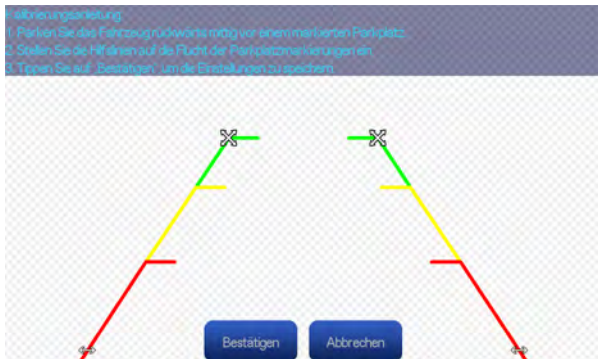 Kalibrierungsanleitung:
1. Parken Sie das Fahrzeug rückwärts mittig vor einem markierten Parkplatz.
2. Stellen Sie die Hilfslinien auf die Flucht der Parkplatzmarkierungen ein.
3. Tippen Sie auf „Bestätigen“, um die Einstellungen zu speichern.
Bestätigen
Abbrechen